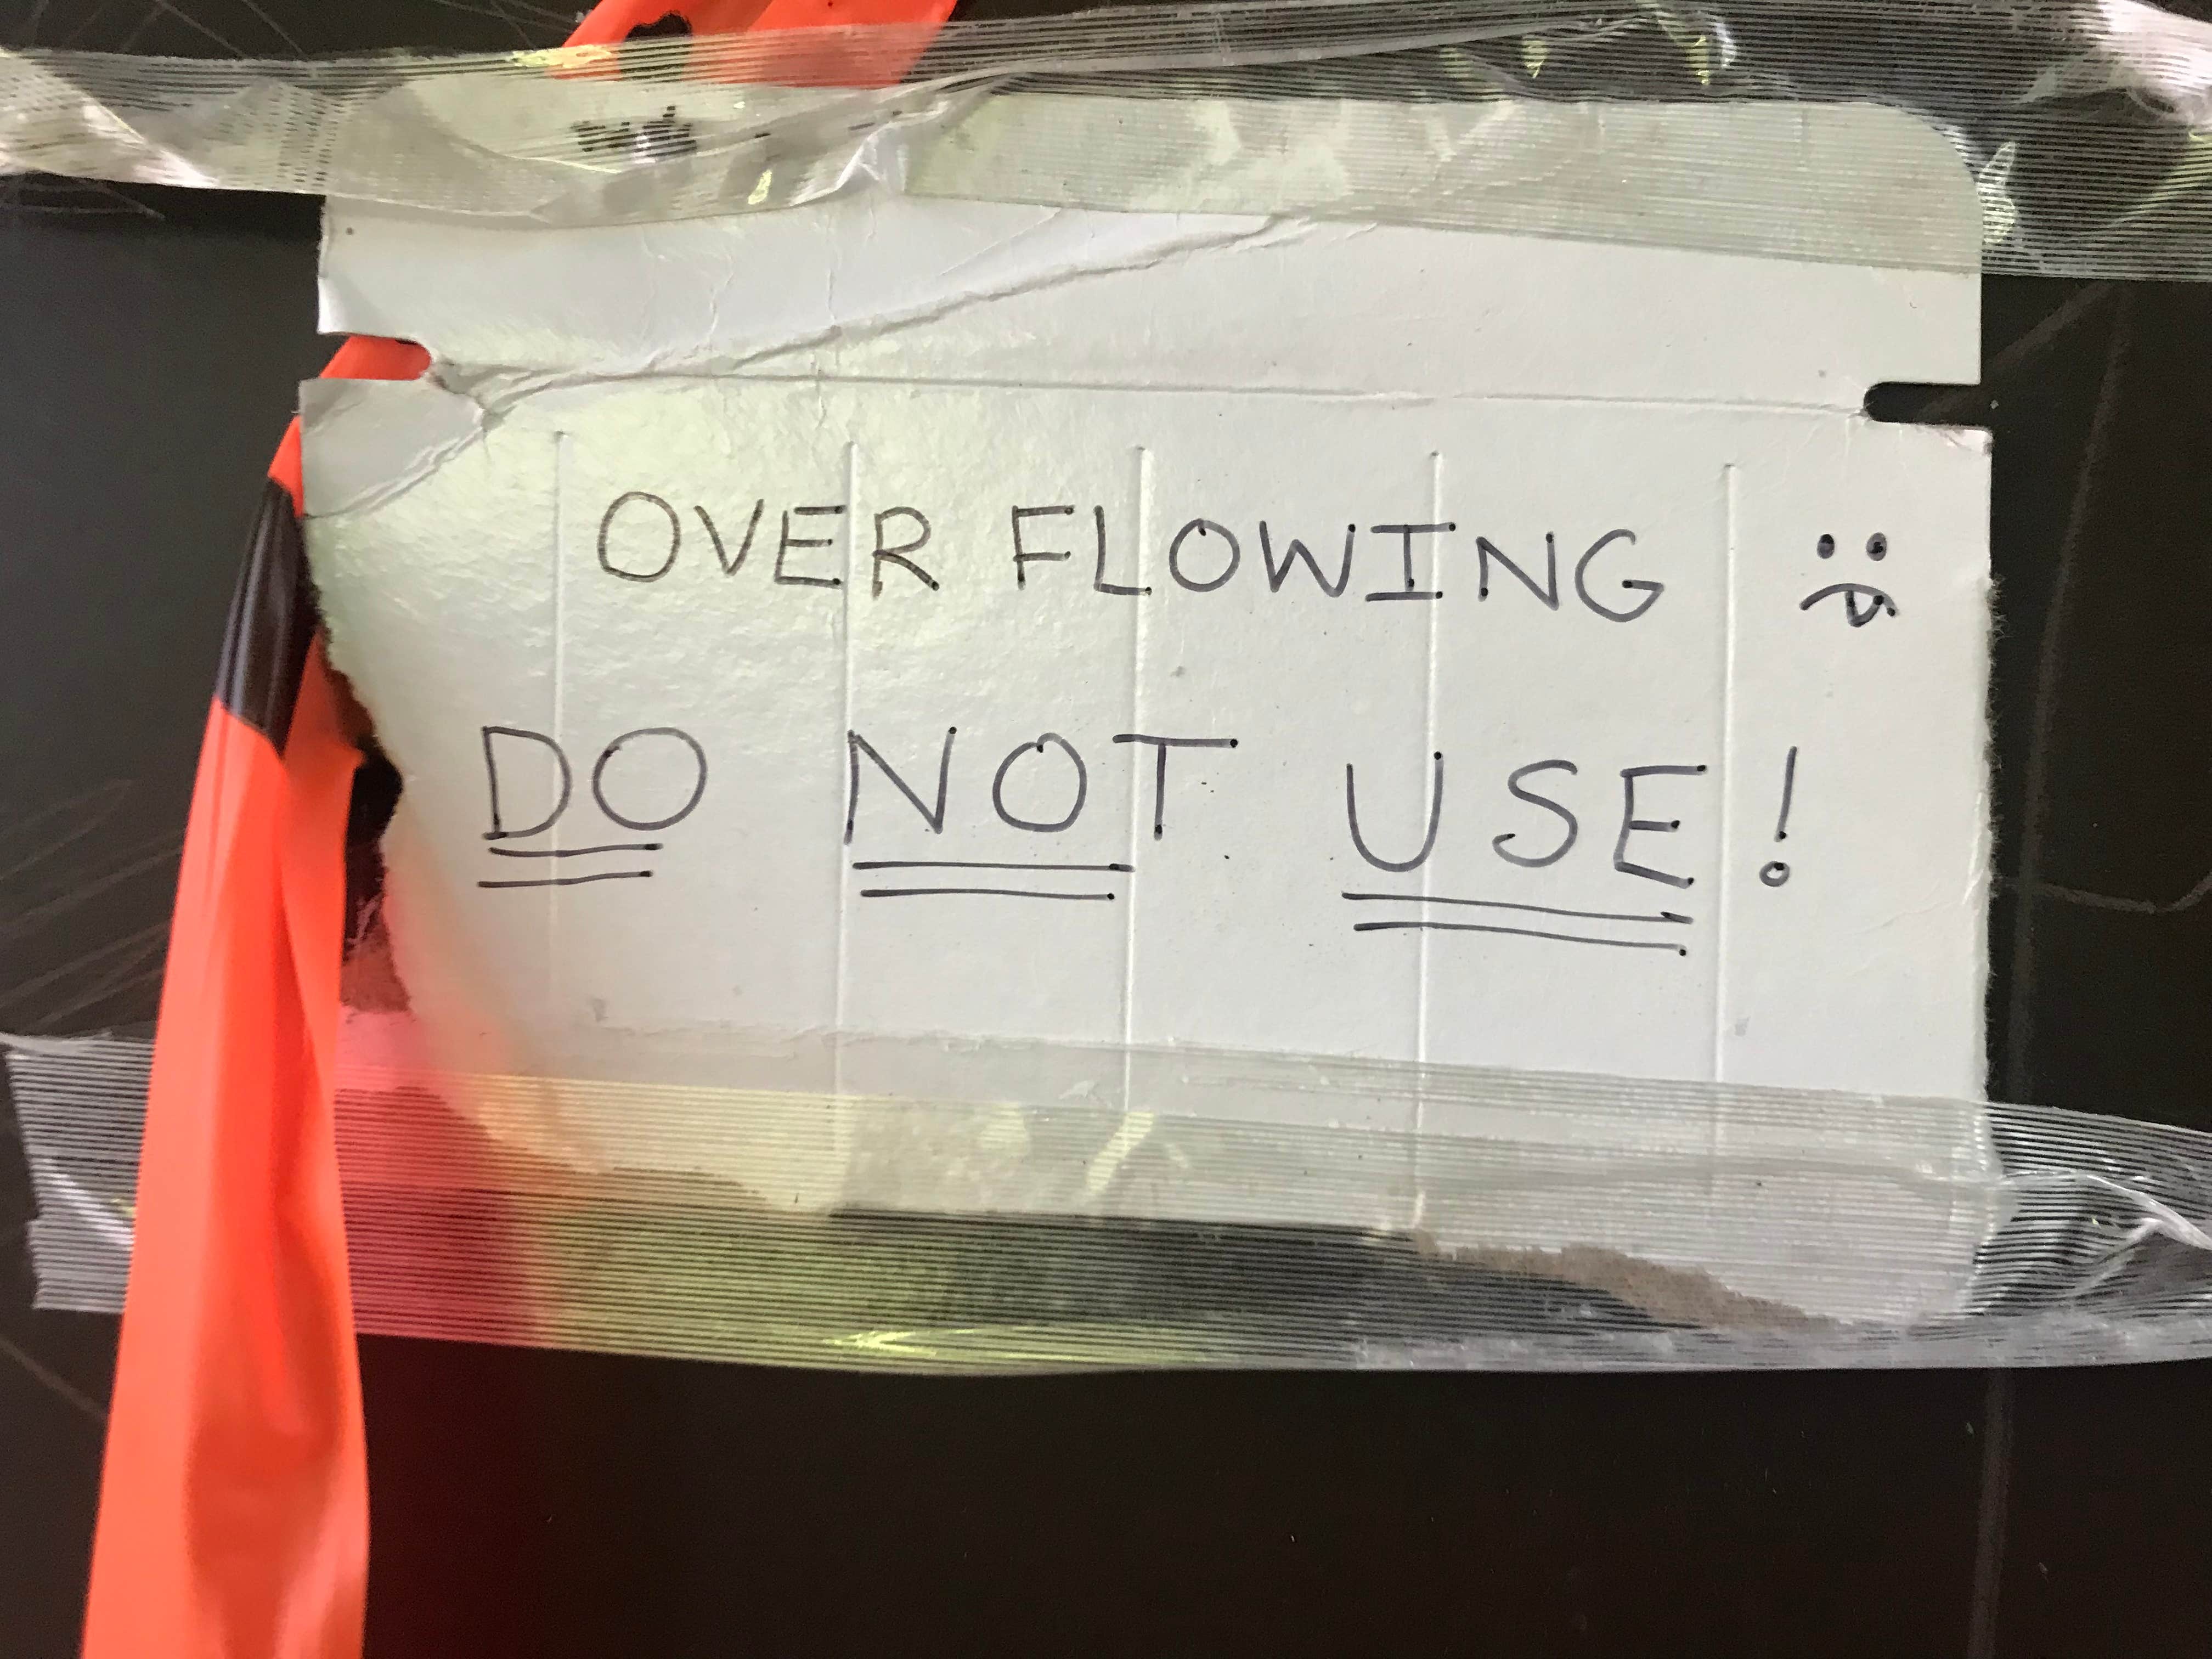 OVER FLOWING :(
DO NOT USE!